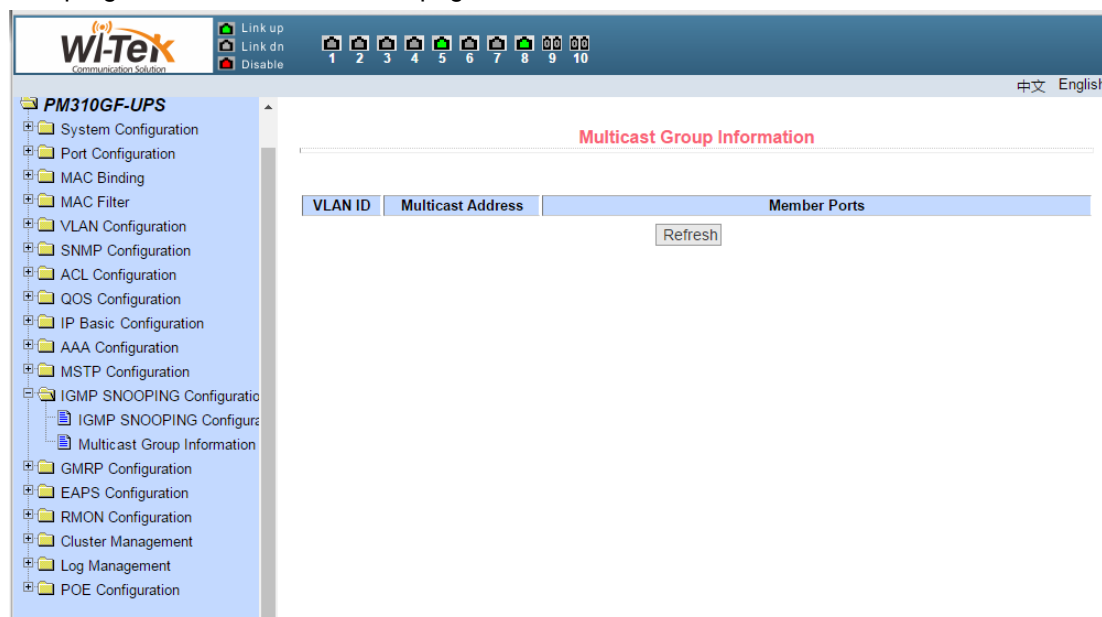 WI-TeK
Communication Solution
Link up
Link dn
Disable
1 2 3 4 5 6 7 8 9 10
中文 English
PM310GF-UPS
System Configuration
Port Configuration
MAC Binding
MAC Filter
VLAN Configuration
SNMP Configuration
ACL Configuration
QOS Configuration
IP Basic Configuration
AAA Configuration
MSTP Configuration
IGMP SNOOPING Configuratio
IGMP SNOOPING Configura
Multicast Group Information
GMRP Configuration
EAPS Configuration
RMON Configuration
Cluster Management
Log Management
POE Configuration
Multicast Group Information
VLAN ID Multicast Address Member Ports
Refresh